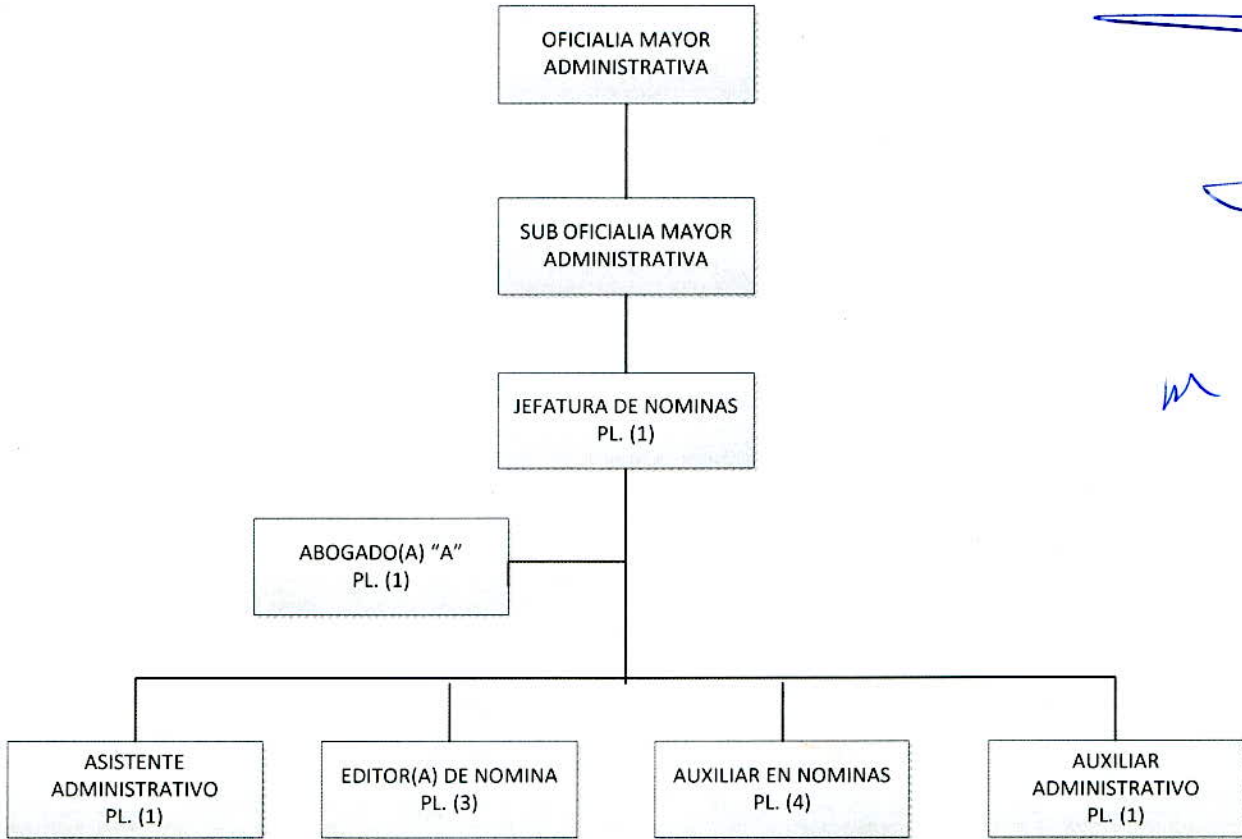 OFICIALIA MAYOR
ADMINISTRATIVA
SUB OFICIALIA MAYOR
ADMINISTRATIVA
JEFATURA DE NOMINAS
PL. (1)
ABOGADO(A) "A"
PL. (1)
ASISTENTE
ADMINISTRATIVO
PL. (1)
EDITOR(A) DE NOMINA
PL. (3)
AUXILIAR EN NOMINAS
PL. (4)
AUXILIAR
ADMINISTRATIVO
PL. (1)